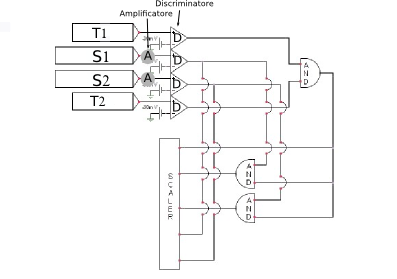 Discriminatore
Amplificatore
T1
D
S1
A
D
S2
A
D
T2
D
AND
SCALER
AND
AND